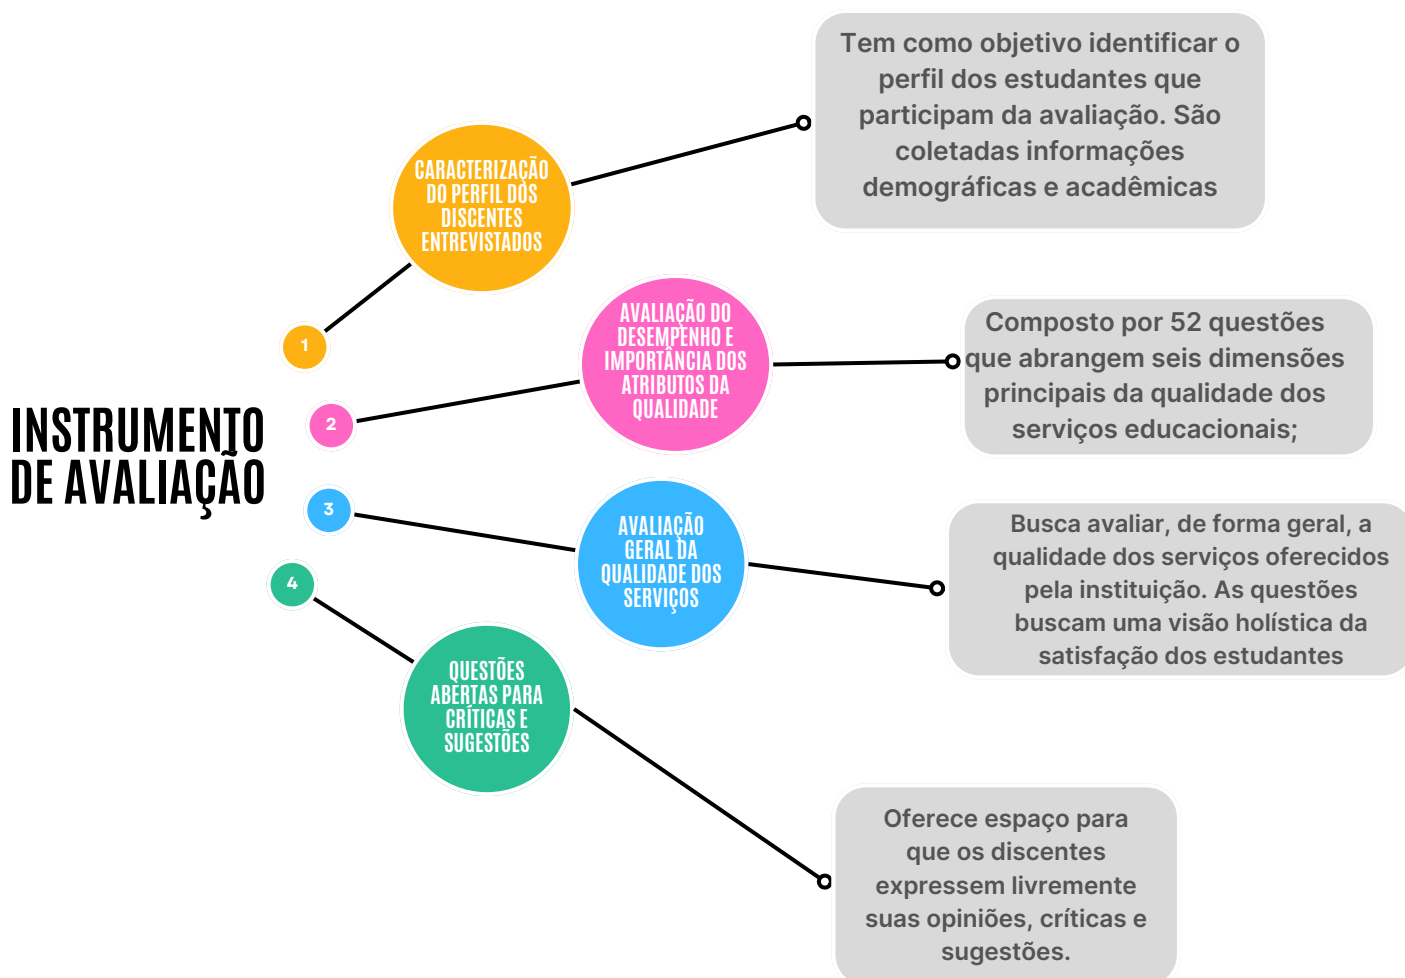 INSTRUMENTO
DE AVALIAÇÃO
1
CARACTERIZAÇÃO
DO PERFIL DOS
DISCENTES
ENTREVISTADOS
Tem como objetivo identificar o
perfil dos estudantes que
participam da avaliação. São
coletadas informações
demográficas e acadêmicas
2
AVALIAÇÃO DO
DESEMPENHO E
IMPORTÂNCIA DOS
ATRIBUTOS DA
QUALIDADE
Composto por 52 questões
que abrangem seis dimensões
principais da qualidade dos
serviços educacionais;
3
AVALIAÇÃO
GERAL DA
QUALIDADE DOS
SERVIÇOS
Busca avaliar, de forma geral, a
qualidade dos serviços oferecidos
pela instituição. As questões
buscam uma visão holística da
satisfação dos estudantes
4
QUESTÕES
ABERTAS PARA
CRÍTICAS E
SUGESTÕES
Oferece espaço para
que os discentes
expressem livremente
suas opiniões, críticas e
sugestões.